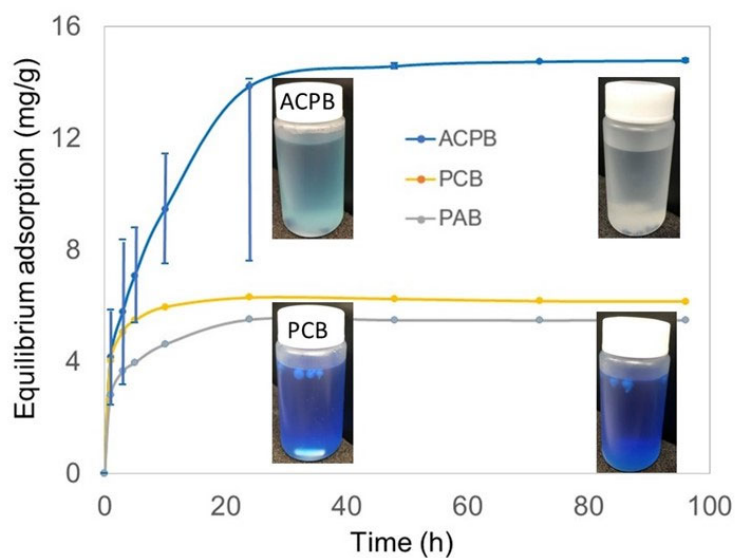 16
12
8
4
0
Equilibrium adsorption (mg/g)
ACPB
ACPB
PCB
PAB
PCB
0 20 40 60 80 100
Time (h)